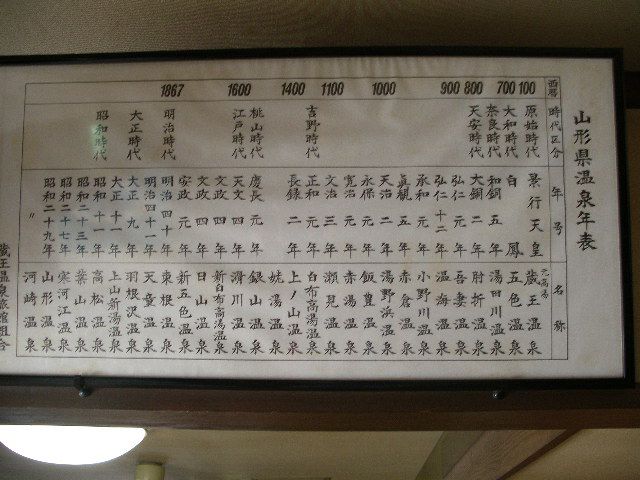 山形県温泉年表
西暦 100 700 800 900 1000 1100 1400 1600 1867
時代区分
原始時代
大和時代
奈良時代
天安時代
吉野時代
桃山時代
江戸時代
明治時代
大正時代
昭和時代
年号
景行天皇
白鳳
和銅五年
大銅二年
弘仁元年
弘仁十二年
承和元年
貞観五年
天治二年
永保元年
寛治元年
文治三年
正和元年
長録二年
慶長元年
天文四年
文政四年
文政四年
安政元年
明治四十年
明治四十一年
大正九年
大正十一年
昭和十一年
昭和二十三年
昭和二十七年
昭和二十九年
〃
名称
元高湯
蔵王温泉
五色温泉
湯田川温泉
肘折温泉
吾妻温泉
温海温泉
小野川温泉
赤倉温泉
湯野浜温泉
飯豊温泉
赤湯温泉
瀬見温泉
白布高湯温泉
上ノ山温泉
姥湯温泉
銀山温泉
滑川温泉
新白布高湯温泉
日山温泉
新五色温泉
東根温泉
天童温泉
羽根沢温泉
上山新湯温泉
高松温泉
葉山温泉
寒河江温泉
山形温泉
河崎温泉
蔵王温泉旅館組合